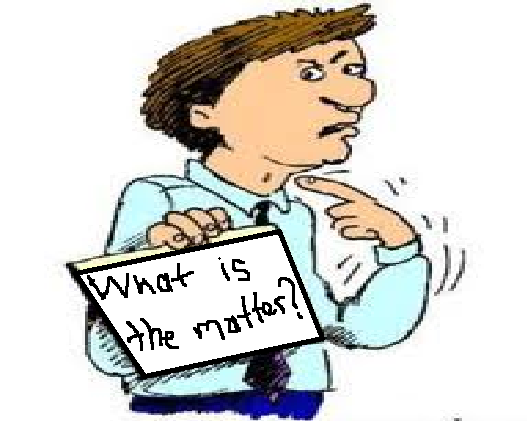 What is
the matter?